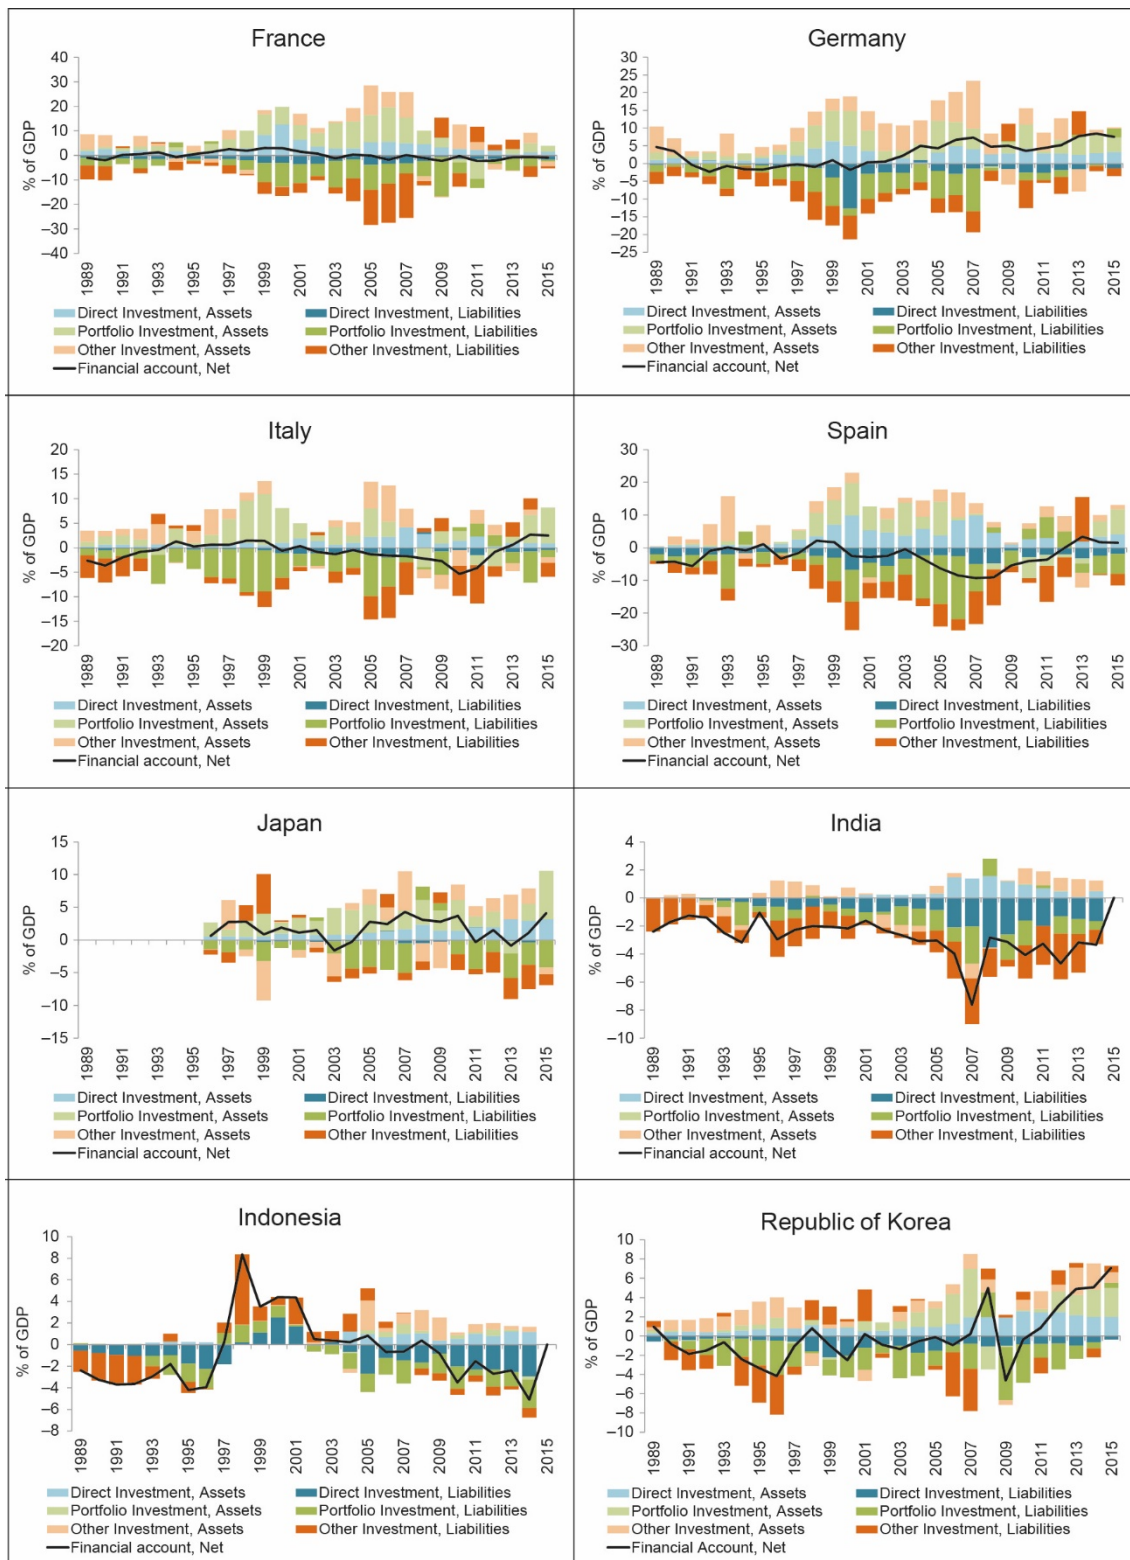 France
Germany
% of GDP
40
30
20
10
0
–10
–20
–30
–40
1989
1991
1993
1995
1997
1999
2001
2003
2005
2007
2009
2011
2013
2015
Direct Investment, Assets
Direct Investment, Liabilities
Portfolio Investment, Assets
Portfolio Investment, Liabilities
Other Investment, Assets
Other Investment, Liabilities
Financial account, Net
% of GDP
30
25
20
15
10
5
0
–5
–10
–15
–20
–25
1989
1991
1993
1995
1997
1999
2001
2003
2005
2007
2009
2011
2013
2015
Direct Investment, Assets
Direct Investment, Liabilities
Portfolio Investment, Assets
Portfolio Investment, Liabilities
Other Investment, Assets
Other Investment, Liabilities
Financial account, Net
Italy
Spain
% of GDP
20
15
10
5
0
–5
–10
–15
–20
1989
1991
1993
1995
1997
1999
2001
2003
2005
2007
2009
2011
2013
2015
Direct Investment, Assets
Direct Investment, Liabilities
Portfolio Investment, Assets
Portfolio Investment, Liabilities
Other Investment, Assets
Other Investment, Liabilities
Financial account, Net
% of GDP
30
20
10
0
–10
–20
–30
1989
1991
1993
1995
1997
1999
2001
2003
2005
2007
2009
2011
2013
2015
Direct Investment, Assets
Direct Investment, Liabilities
Portfolio Investment, Assets
Portfolio Investment, Liabilities
Other Investment, Assets
Other Investment, Liabilities
Financial account, Net
Japan
India
% of GDP
15
10
5
0
–5
–10
–15
1989
1991
1993
1995
1997
1999
2001
2003
2005
2007
2009
2011
2013
2015
Direct Investment, Assets
Direct Investment, Liabilities
Portfolio Investment, Assets
Portfolio Investment, Liabilities
Other Investment, Assets
Other Investment, Liabilities
Financial account, Net
% of GDP
4
2
0
–2
–4
–6
–8
–10
1989
1991
1993
1995
1997
1999
2001
2003
2005
2007
2009
2011
2013
2015
Direct Investment, Assets
Direct Investment, Liabilities
Portfolio Investment, Assets
Portfolio Investment, Liabilities
Other Investment, Assets
Other Investment, Liabilities
Financial account, Net
Indonesia
Republic of Korea
% of GDP
10
8
6
4
2
0
–2
–4
–6
–8
1989
1991
1993
1995
1997
1999
2001
2003
2005
2007
2009
2011
2013
2015
Direct Investment, Assets
Direct Investment, Liabilities
Portfolio Investment, Assets
Portfolio Investment, Liabilities
Other Investment, Assets
Other Investment, Liabilities
Financial account, Net
% of GDP
10
8
6
4
2
0
–2
–4
–6
–8
–10
1989
1991
1993
1995
1997
1999
2001
2003
2005
2007
2009
2011
2013
2015
Direct Investment, Assets
Direct Investment, Liabilities
Portfolio Investment, Assets
Portfolio Investment, Liabilities
Other Investment, Assets
Other Investment, Liabilities
Financial Account, Net